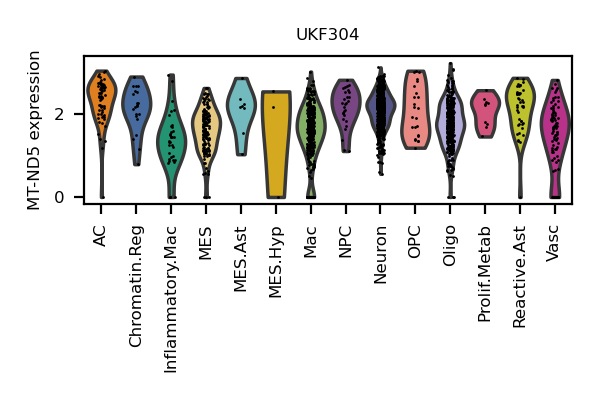 UKF304
MT-ND5 expression
2
0
AC
Chromatin.Reg
Inflammatory.Mac
MES
MES.Ast
MES.Hyp
Mac
NPC
Neuron
OPC
Oligo
Prolif.Metab
Reactive.Ast
Vasc